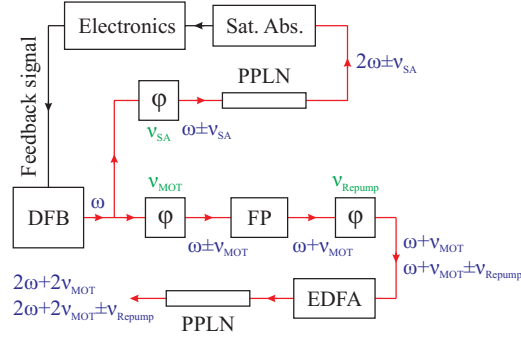 Electronics
Sat. Abs.
Feedback signal
PPLN
2ω±ν_SA
φ
ν_SA
ω±ν_SA
ν_MOT
ν_Repump
DFB
ω
φ
FP
φ
ω±ν_MOT
ω+ν_MOT
ω+ν_MOT
ω+ν_MOT±ν_Repump
2ω+2ν_MOT
2ω+2ν_MOT±ν_Repump
EDFA
PPLN